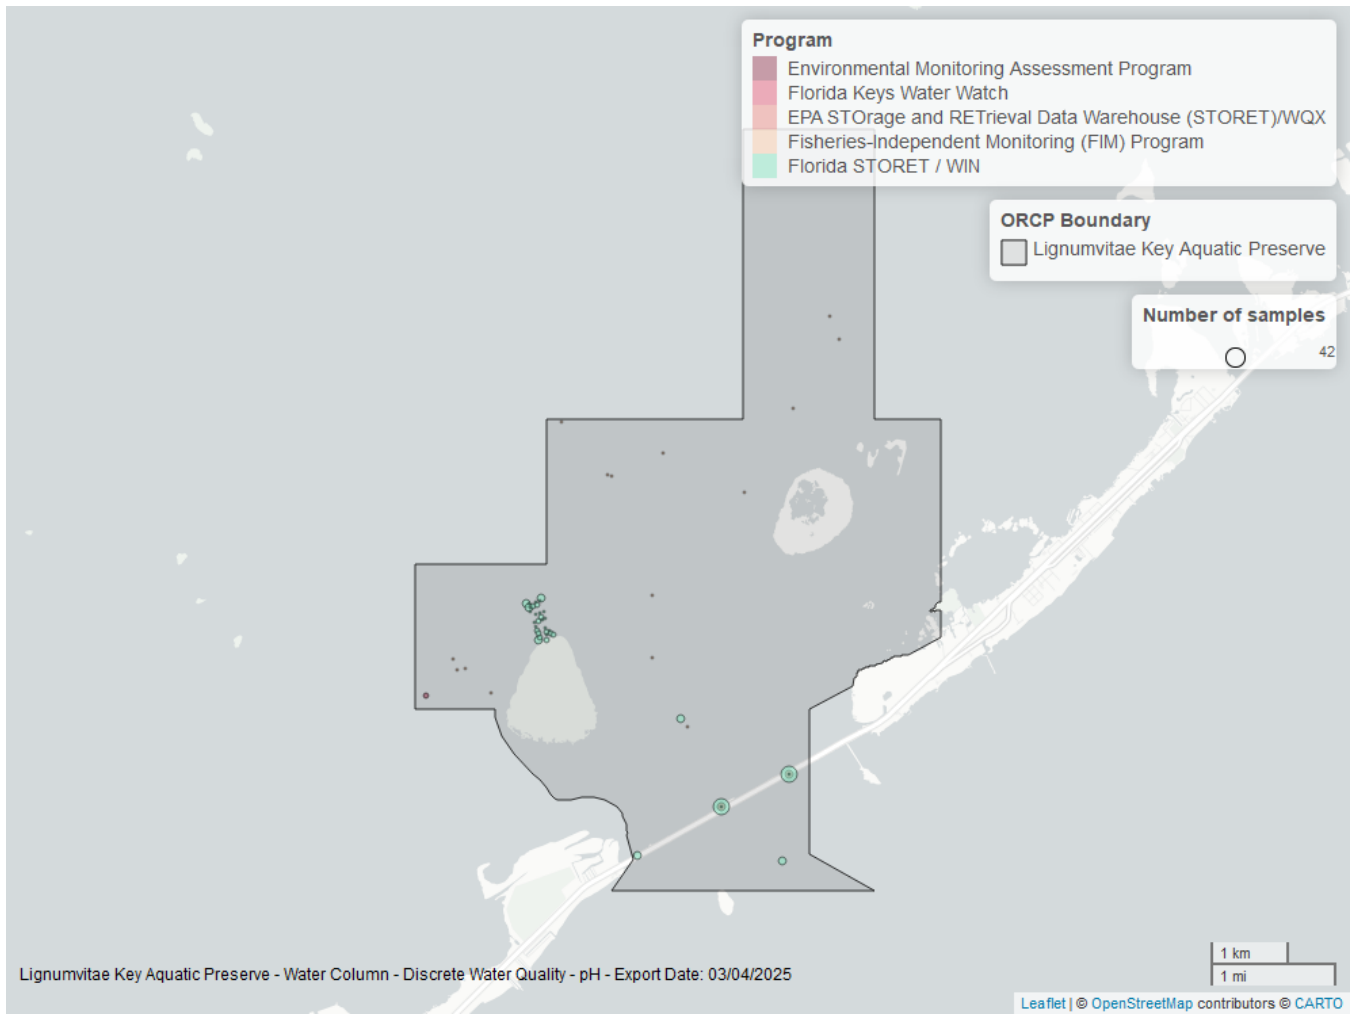 Program
Environmental Monitoring Assessment Program
Florida Keys Water Watch
EPA STOrage and RETrieval Data Warehouse (STORET)/WQX
Fisheries-Independent Monitoring (FIM) Program
Florida STORET / WIN
ORCP Boundary
Lignumvitae Key Aquatic Preserve
Number of samples
42
1 km
1 mi
Lignumvitae Key Aquatic Preserve - Water Column - Discrete Water Quality - pH - Export Date: 03/04/2025
Leaflet | © OpenStreetMap contributors © CARTO